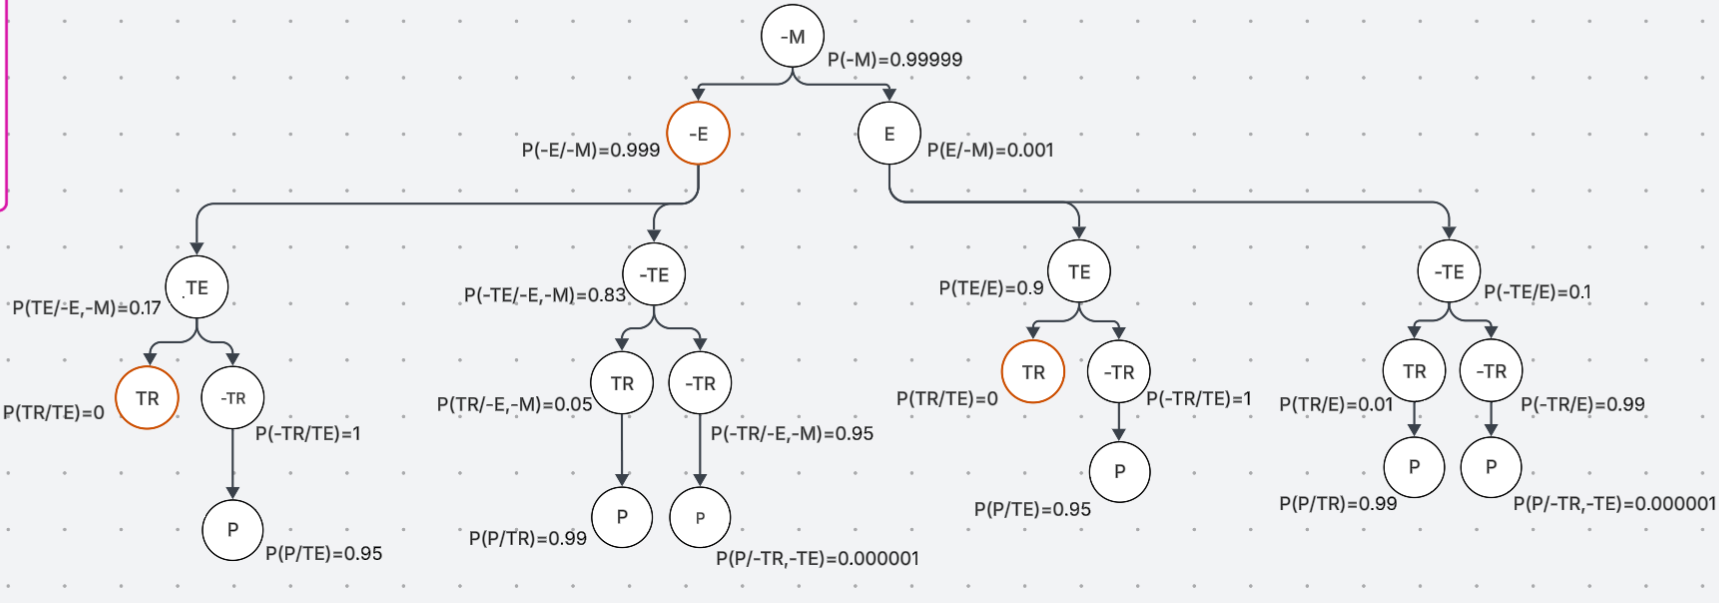 -M
P(-M)=0.99999
-E
E
P(-E/-M)=0.999
P(E/-M)=0.001
TE
-TE
TE
-TE
P(TE/-E,-M)=0.17
P(-TE/-E,-M)=0.83
P(TE/E)=0.9
P(-TE/E)=0.1
TR
-TR
TR
-TR
TR
-TR
TR
-TR
P(TR/TE)=0
P(-TR/TE)=1
P(TR/-E,-M)=0.05
P(-TR/-E,-M)=0.95
P(TR/TE)=0
P(-TR/TE)=1
P(TR/E)=0.01
P(-TR/E)=0.99
P
P
P
P
P
P
P(P/TE)=0.95
P(P/TR)=0.99
P(P/-TR,-TE)=0.000001
P(P/TE)=0.95
P(P/TR)=0.99
P(P/-TR,-TE)=0.000001